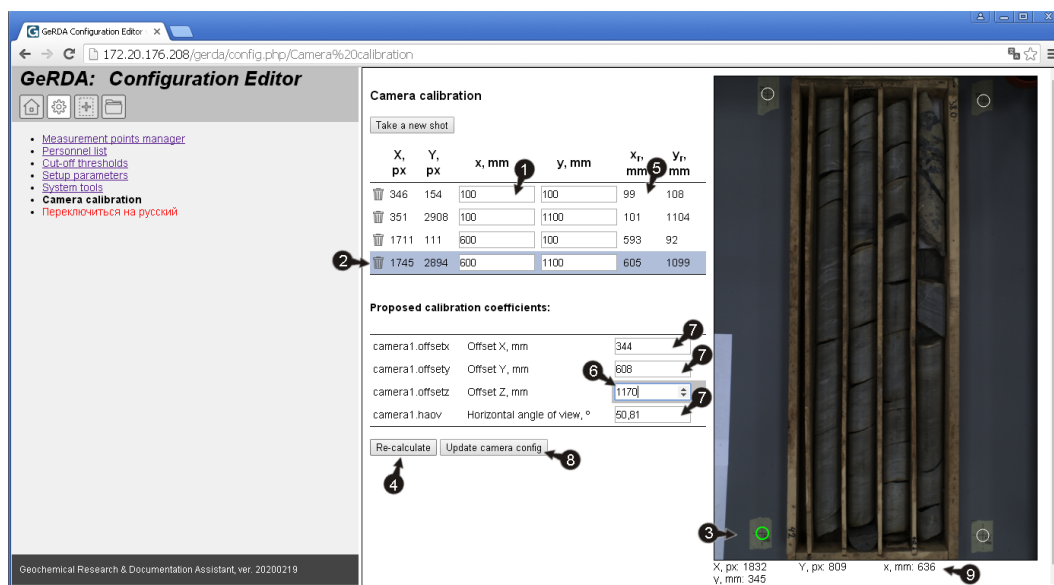 GeRDA Configuration Editor
172.20.176.208/gerda/config.php/Camera%20calibration
GeRDA: Configuration Editor
Measurement points manager
Personnel list
Cut-off thresholds
Setup parameters
System tools
Camera calibration
Переключиться на русский
Geochemical Research & Documentation Assistant, ver. 20200219
Camera calibration
Take a new shot
X, px Y, px x, mm y, mm xr, mm yr, mm
346 154 100 100 99 108
351 2908 100 1100 101 1104
1711 111 600 100 593 92
1745 2894 600 1100 605 1099
1
5
2
Proposed calibration coefficients:
7
camera1.offsetx Offset X, mm 344
7
camera1.offsety Offset Y, mm 608
6
camera1.offsetz Offset Z, mm 1170
7
camera1.haov Horizontal angle of view, ° 50,81
Re-calculate Update camera config
8
4
3
X, px: 1832 Y, px: 809 x, mm: 636
9
y, mm: 345